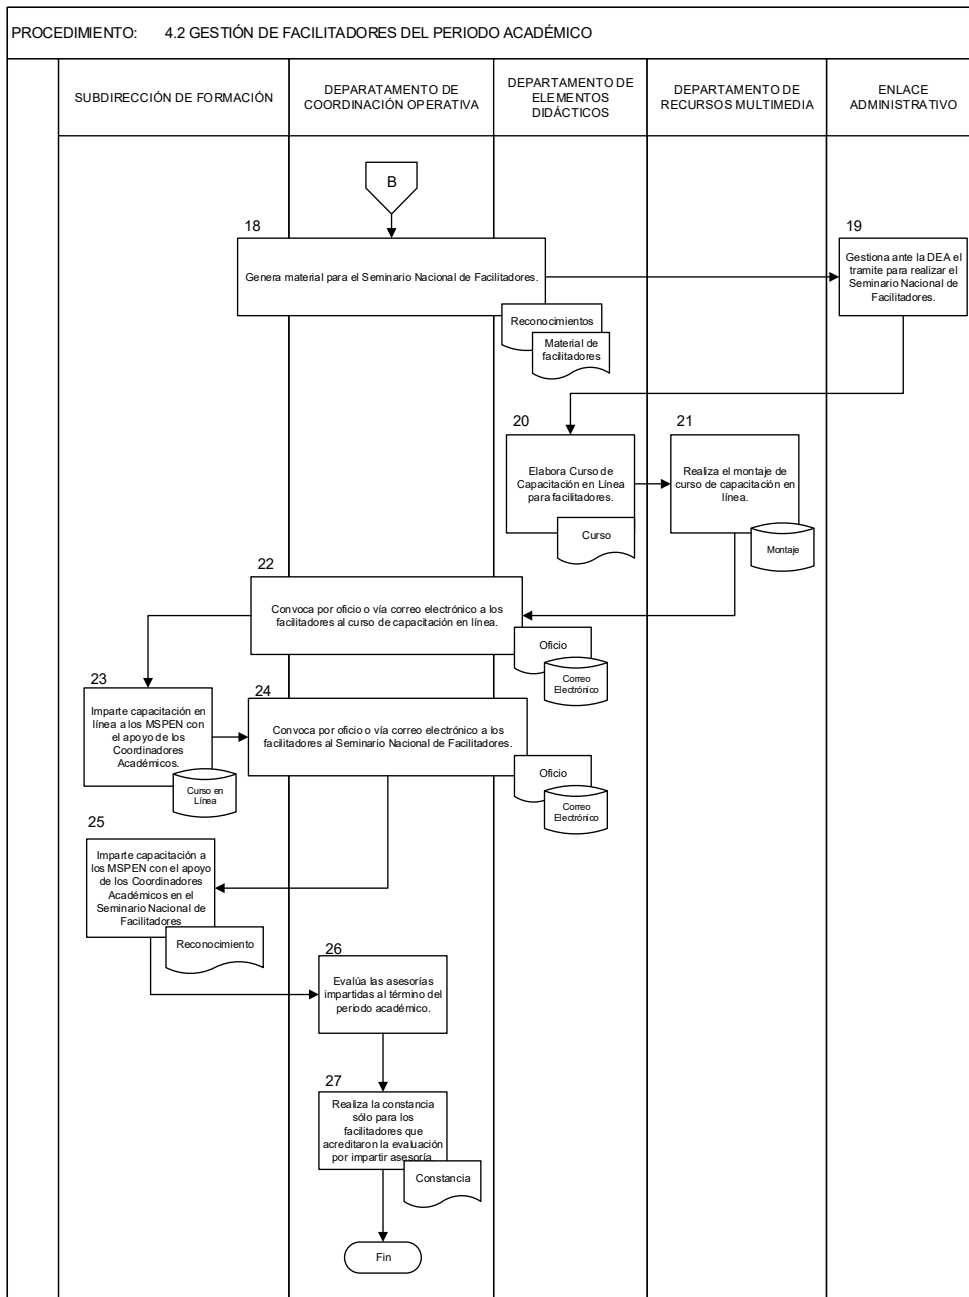 PROCEDIMIENTO: 4.2 GESTIÓN DE FACILITADORES DEL PERIODO ACADÉMICO
SUBDIRECCIÓN DE FORMACIÓN
DEPARATAMENTO DE
COORDINACIÓN OPERATIVA
DEPARTAMENTO DE
ELEMENTOS
DIDÁCTICOS
DEPARTAMENTO DE
RECURSOS MULTIMEDIA
ENLACE
ADMINISTRATIVO
B
18
Genera material para el Seminario Nacional de Facilitadores.
Reconocimientos
Material de
facilitadores
19
Gestiona ante la DEA el
tramite para realizar el
Seminario Nacional de
Facilitadores.
20
Elabora Curso de
Capacitación en Línea
para facilitadores.
Curso
21
Realiza el montaje de
curso de capacitación en
línea.
Montaje
22
Convoca por oficio o vía correo electrónico a los
facilitadores al curso de capacitación en línea.
Oficio
Correo
Electrónico
23
Imparte capacitación en
línea a los MSPEN con
el apoyo de los
Coordinadores
Académicos.
Curso en
Línea
24
Convoca por oficio o vía correo electrónico a los
facilitadores al Seminario Nacional de Facilitadores.
Oficio
Correo
Electrónico
25
Imparte capacitación a
los MSPEN con el apoyo
de los Coordinadores
Académicos en el
Seminario Nacional de
Facilitadores
Reconocimiento
26
Evalúa las asesorías
impartidas al término del
periodo académico.
27
Realiza la constancia
sólo para los
facilitadores que
acreditaron la evaluación
por impartir asesoría.
Constancia
Fin